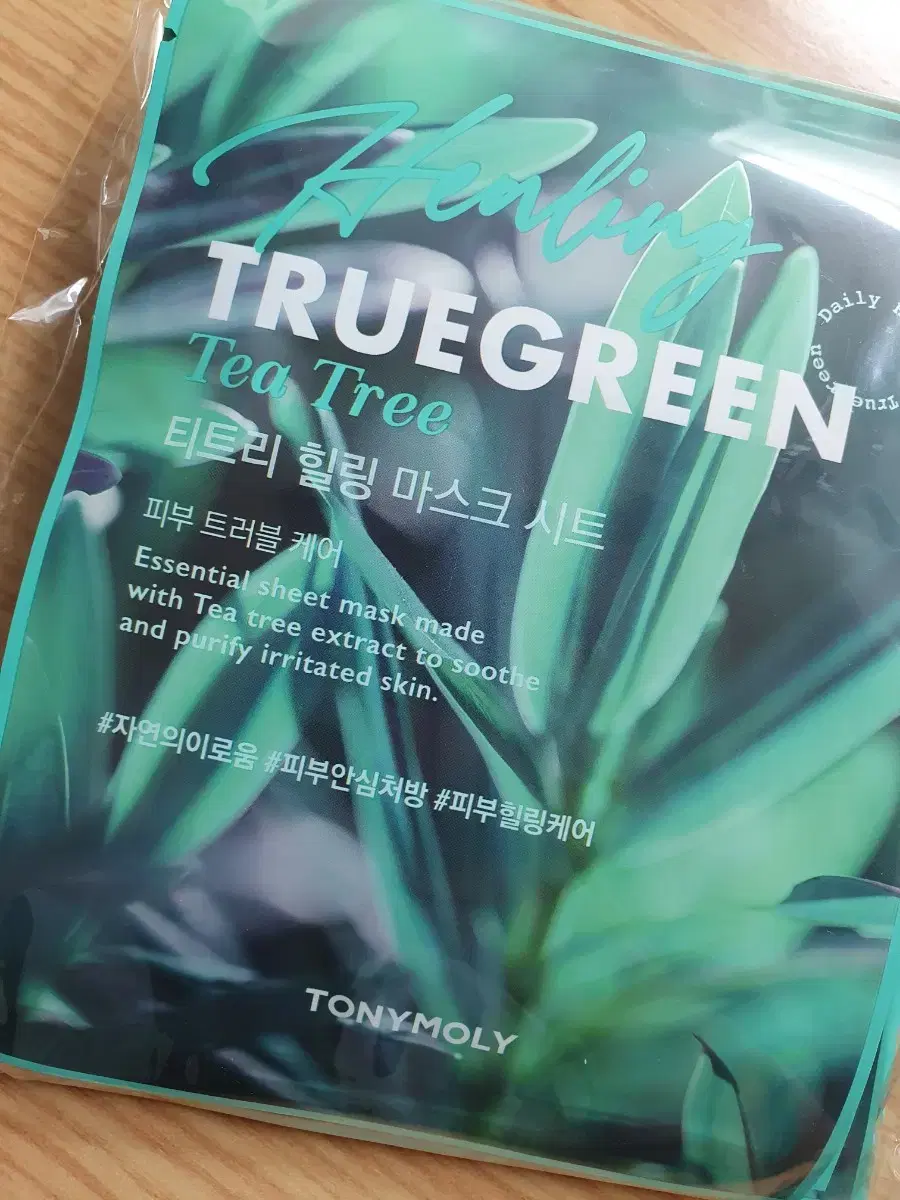 Healing
TRUEGREEN
Tea Tree
티트리 힐링 마스크 시트
피부 트러블 케어
Essential sheet mask made
with Tea tree extract to soothe
and purify irritated skin.
#자연의이로움 #피부안심처방 #피부힐링케어
Daily
TONYMOLY